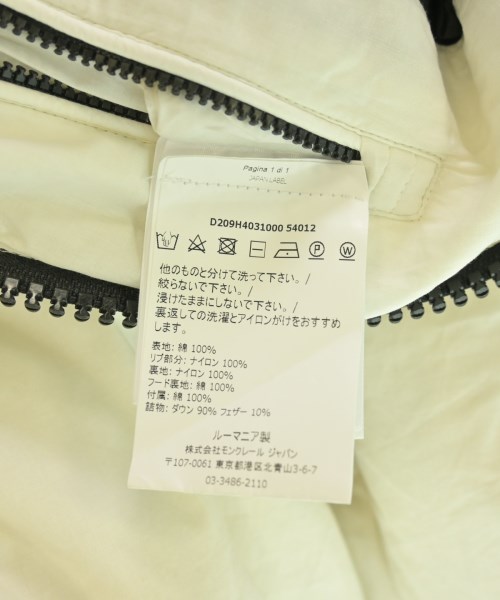 Pagina 1 di 1
JAPAN LABEL
D209H4031000 54012
他のものと分けて洗って下さい。/
絞らないで下さい。/
浸けたままにしないで下さい。/
裏返しての洗濯とアイロンがけをおすすめ
します。
表地: 綿 100%
リブ部分: ナイロン 100%
裏地: ナイロン 100%
フード裏地: 綿 100%
付属: 綿 100%
詰物: ダウン 90% フェザー 10%
ルーマニア製
株式会社モンクレール ジャパン
〒107-0061 東京都港区北青山3-6-7
03-3486-2110